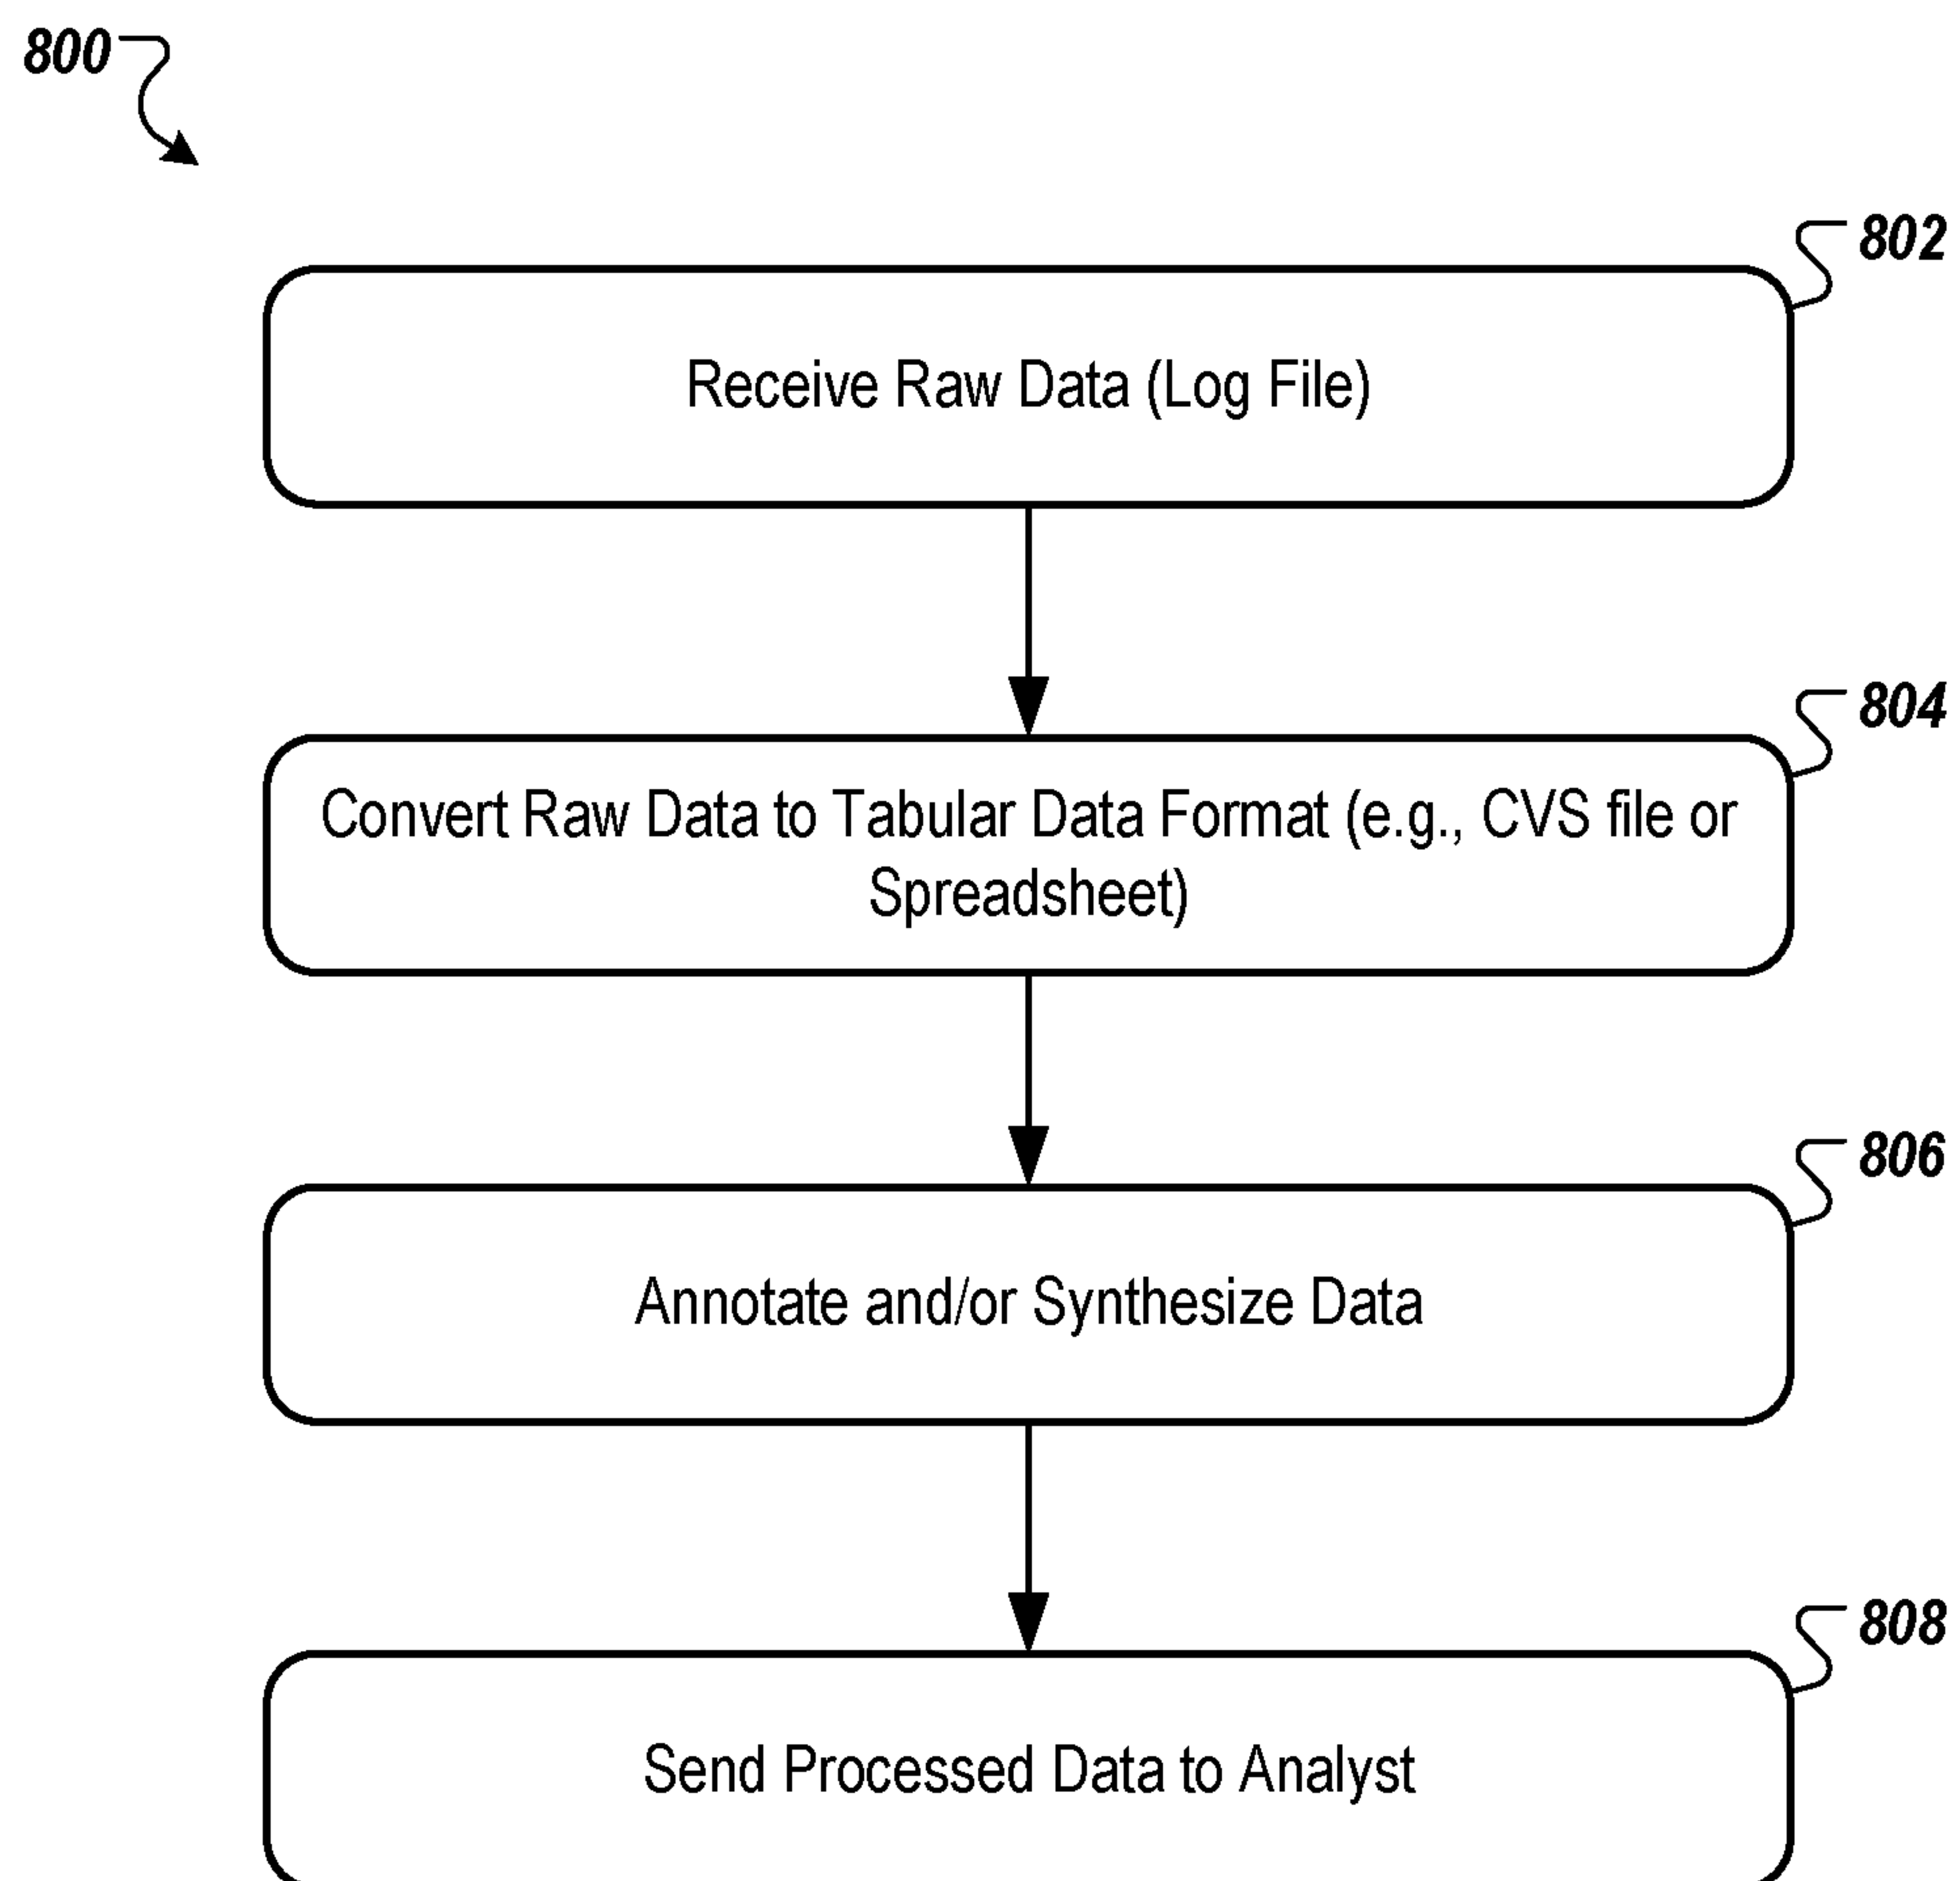 800
802
Receive Raw Data (Log File)
804
Convert Raw Data to Tabular Data Format (e.g., CVS file or
Spreadsheet)
806
Annotate and/or Synthesize Data
808
Send Processed Data to Analyst